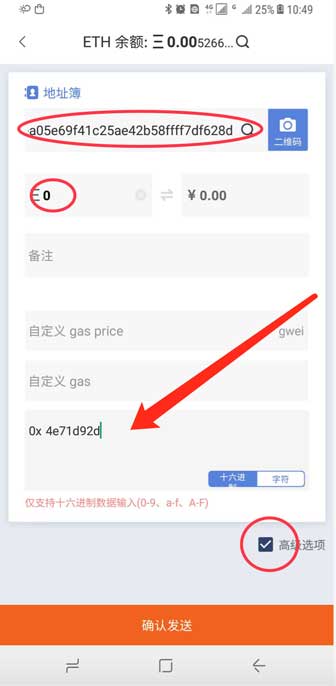 4G G 25% 10:49
ETH 余额: 三 0.005266...
地址簿
a05e69f41c25ae42b58ffff7df628d
二维码
三 0
¥ 0.00
备注
自定义 gas price gwei
自定义 gas
0x 4e71d92d
十六进制 字符
仅支持十六进制数据输入(0-9、a-f、A-F)
高级选项
确认发送